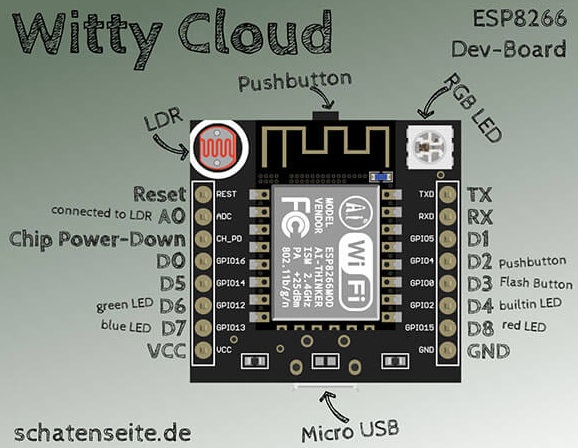 Witty Cloud
ESP8266
Dev-Board
Pushbutton
LDR
RGB LED
Reset
REST
TXD
TX
connected to LDR A0
ADC
RXD
RX
Chip Power-Down
CH_PD
GPIO5
D1
D0
GPIO16
GPIO4
D2 Pushbutton
D5
GPIO14
GPIO0
D3 Flash Button
green LED D6
GPIO12
GPIO2
D4 builtin LED
blue LED D7
GPIO13
GPIO15
D8 red LED
VCC
VCC
GND
GND
MODEL ESP8266MOD
VENDOR AI-THINKER
ISM 2.4GHz
PA +25dBm
802.11b/g/n
FC
Ai
WiFi
Micro USB
schatenseite.de